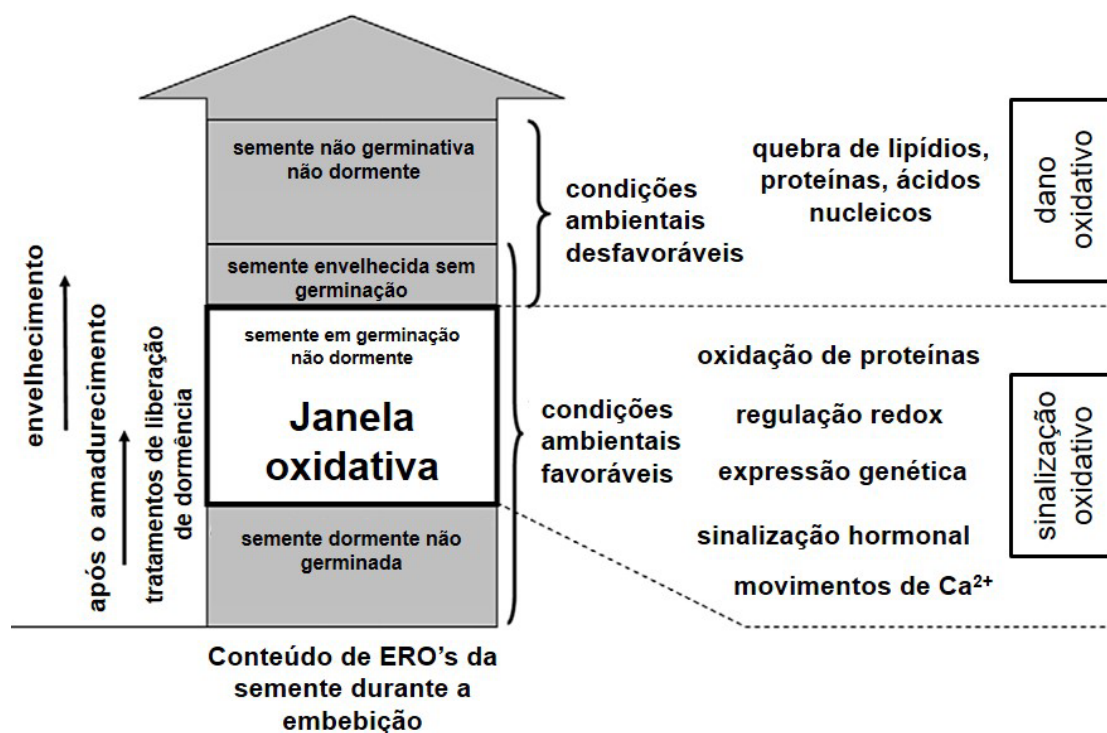 semente não germinativa
não dormente
condições
ambientais
desfavoráveis
quebra de lipídios,
proteínas, ácidos
nucleicos
dano
oxidativo
semente envelhecida sem
germinação
envelhecimento
após o amadurecimento
tratamentos de liberação
de dormência
semente em germinação
não dormente
Janela
oxidativa
condições
ambientais
favoráveis
oxidação de proteínas
regulação redox
expressão genética
sinalização hormonal
movimentos de Ca²⁺
sinalização
oxidativo
semente dormente não
germinada
Conteúdo de ERO's da
semente durante a
embebição